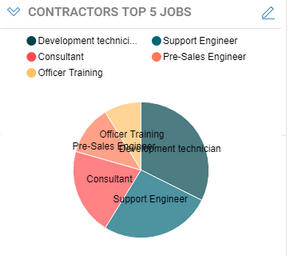 CONTRACTORS TOP 5 JOBS
Development technici... Support Engineer
Consultant Pre-Sales Engineer
Officer Training
Officer Training
Pre-Sales Engineer
Development technician
Consultant
Support Engineer